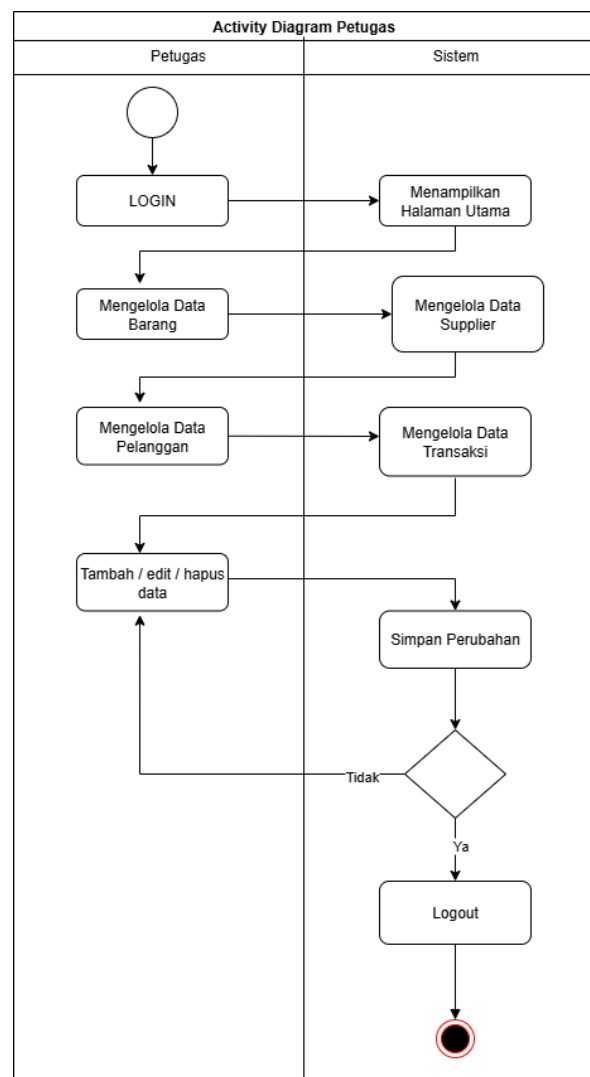 Activity Diagram Petugas
Petugas
Sistem
LOGIN
Menampilkan
Halaman Utama
Mengelola Data
Barang
Mengelola Data
Supplier
Mengelola Data
Pelanggan
Mengelola Data
Transaksi
Tambah / edit / hapus
data
Simpan Perubahan
Tidak
Ya
Logout